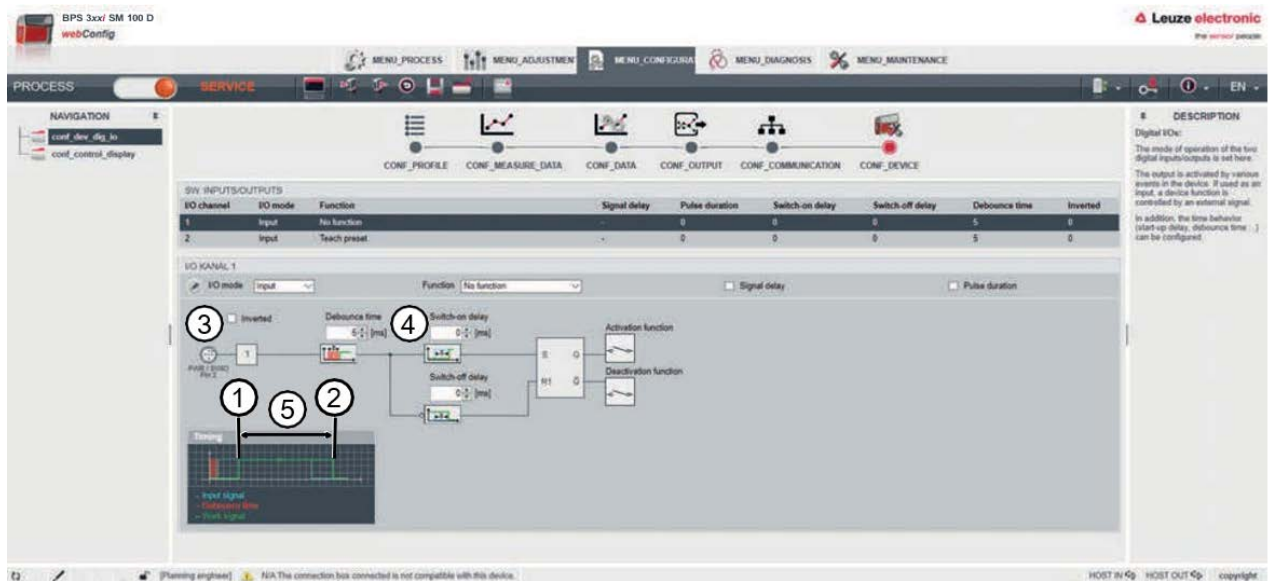 BPS 3xxi SM 100 D
webConfig
Leuze electronic
the sensor people
MENU_PROCESS
MENU_ADJUSTMEN
MENU_CONFIGURA
MENU_DIAGNOSIS
MENU_MAINTENANCE
PROCESS
SERVICE
EN
NAVIGATION
conf_dev_dig_io
conf_control_display
CONF_PROFILE
CONF_MEASURE_DATA
CONF_DATA
CONF_OUTPUT
CONF_COMMUNICATION
CONF_DEVICE
DESCRIPTION
Digital I/Os:
The mode of operation of the two
digital inputs/outputs is set here.
The output is activated by various
events in the device. If used as an
input, a device function is
controlled by an external signal.
In addition, the time behavior
(start-up delay, debounce time ...)
can be configured.
SW. INPUTS/OUTPUTS
I/O channel I/O mode Function Signal delay Pulse duration Switch-on delay Switch-off delay Debounce time Inverted
1 Input No function - 0 0 0 5 0
2 Input Teach preset - 0 0 0 5 0
I/O KANAL 1
I/O mode Input Function No function Signal delay Pulse duration
3
Inverted
Debounce time
5 [ms]
4
Switch-on delay
0 [ms]
Activation function
1
S Q
PWR / SWIO
Pin 2
Switch-off delay
0 [ms]
R1 Q
Deactivation function
1
5
2
Timing
- Input signal
- Debounce time
- Work signal
[Planning engineer]
N/A The connection box connected is not compatible with this device.
HOST IN
HOST OUT
copyright